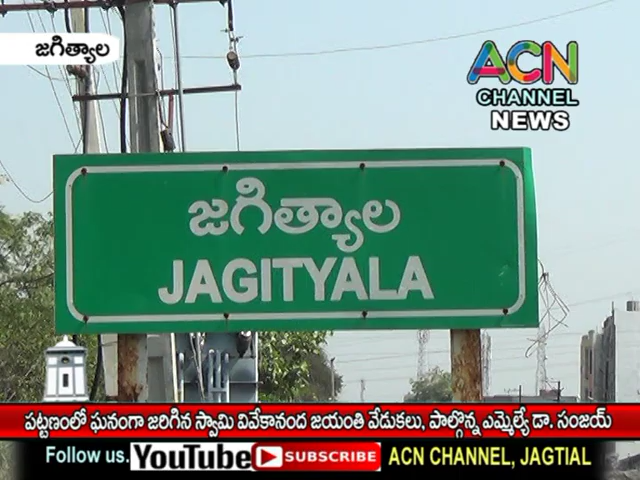 జగిత్యాల
ACN
CHANNEL
NEWS
జగిత్యాల
JAGITYALA
పట్టణంలో ఘనంగా జరిగిన స్వామి వివేకానంద జయంతి వేడుకలు, పాల్గొన్న ఎమ్మెల్యే డా. సంజయ్
Follow us. YouTube SUBSCRIBE ACN CHANNEL, JAGTIAL